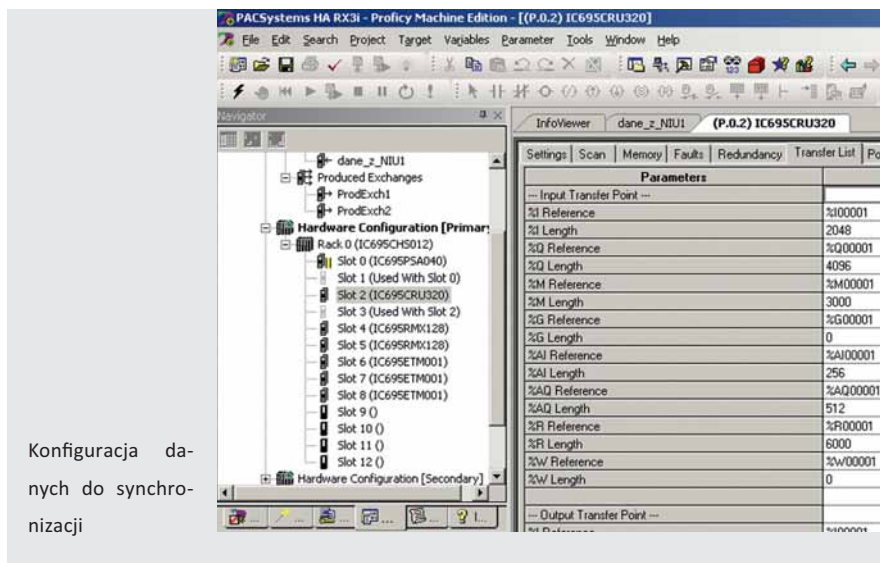 PACSystems HA RX3i - Proficy Machine Edition - [(P.0.2) IC695CRU320]
File Edit Search Project Target Variables Parameter Tools Window Help
Navigator
dane_z_NIU1
Produced Exchanges
ProdExch1
ProdExch2
Hardware Configuration [Primar
Rack 0 (IC695CHS012)
Slot 0 (IC695PSA040)
Slot 1 (Used With Slot 0)
Slot 2 (IC695CRU320)
Slot 3 (Used With Slot 2)
Slot 4 (IC695RMX128)
Slot 5 (IC695RMX128)
Slot 6 (IC695ETM001)
Slot 7 (IC695ETM001)
Slot 8 (IC695ETM001)
Slot 9 ()
Slot 10 ()
Slot 11 ()
Slot 12 ()
Hardware Configuration [Secondary]
InfoViewer dane_z_NIU1 (P.0.2) IC695CRU320
Settings Scan Memory Faults Redundancy Transfer List Po
Parameters
--- Input Transfer Point ---
%I Reference %I00001
%I Length 2048
%Q Reference %Q00001
%Q Length 4096
%M Reference %M00001
%M Length 3000
%G Reference %G00001
%G Length 0
%AI Reference %AI00001
%AI Length 256
%AQ Reference %AQ00001
%AQ Length 512
%R Reference %R00001
%R Length 6000
%W Reference %W00001
%W Length 0
--- Output Transfer Point ---
%I Reference %I00001
Konfiguracja da-
nych do synchro-
nizacji